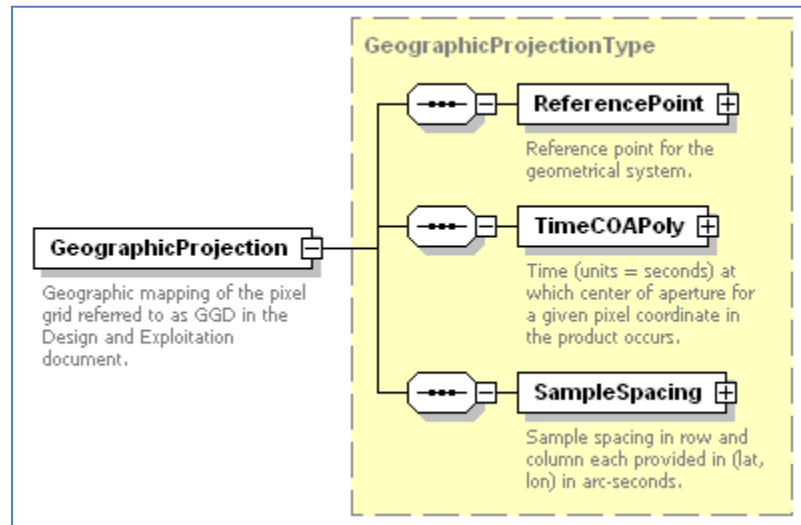 GeographicProjectionType
ReferencePoint
Reference point for the
geometrical system.
TimeCOAPoly
Time (units = seconds) at
which center of aperture for
a given pixel coordinate in
the product occurs.
GeographicProjection
Geographic mapping of the pixel
grid referred to as GGD in the
Design and Exploitation
document.
SampleSpacing
Sample spacing in row and
column each provided in (lat,
lon) in arc-seconds.